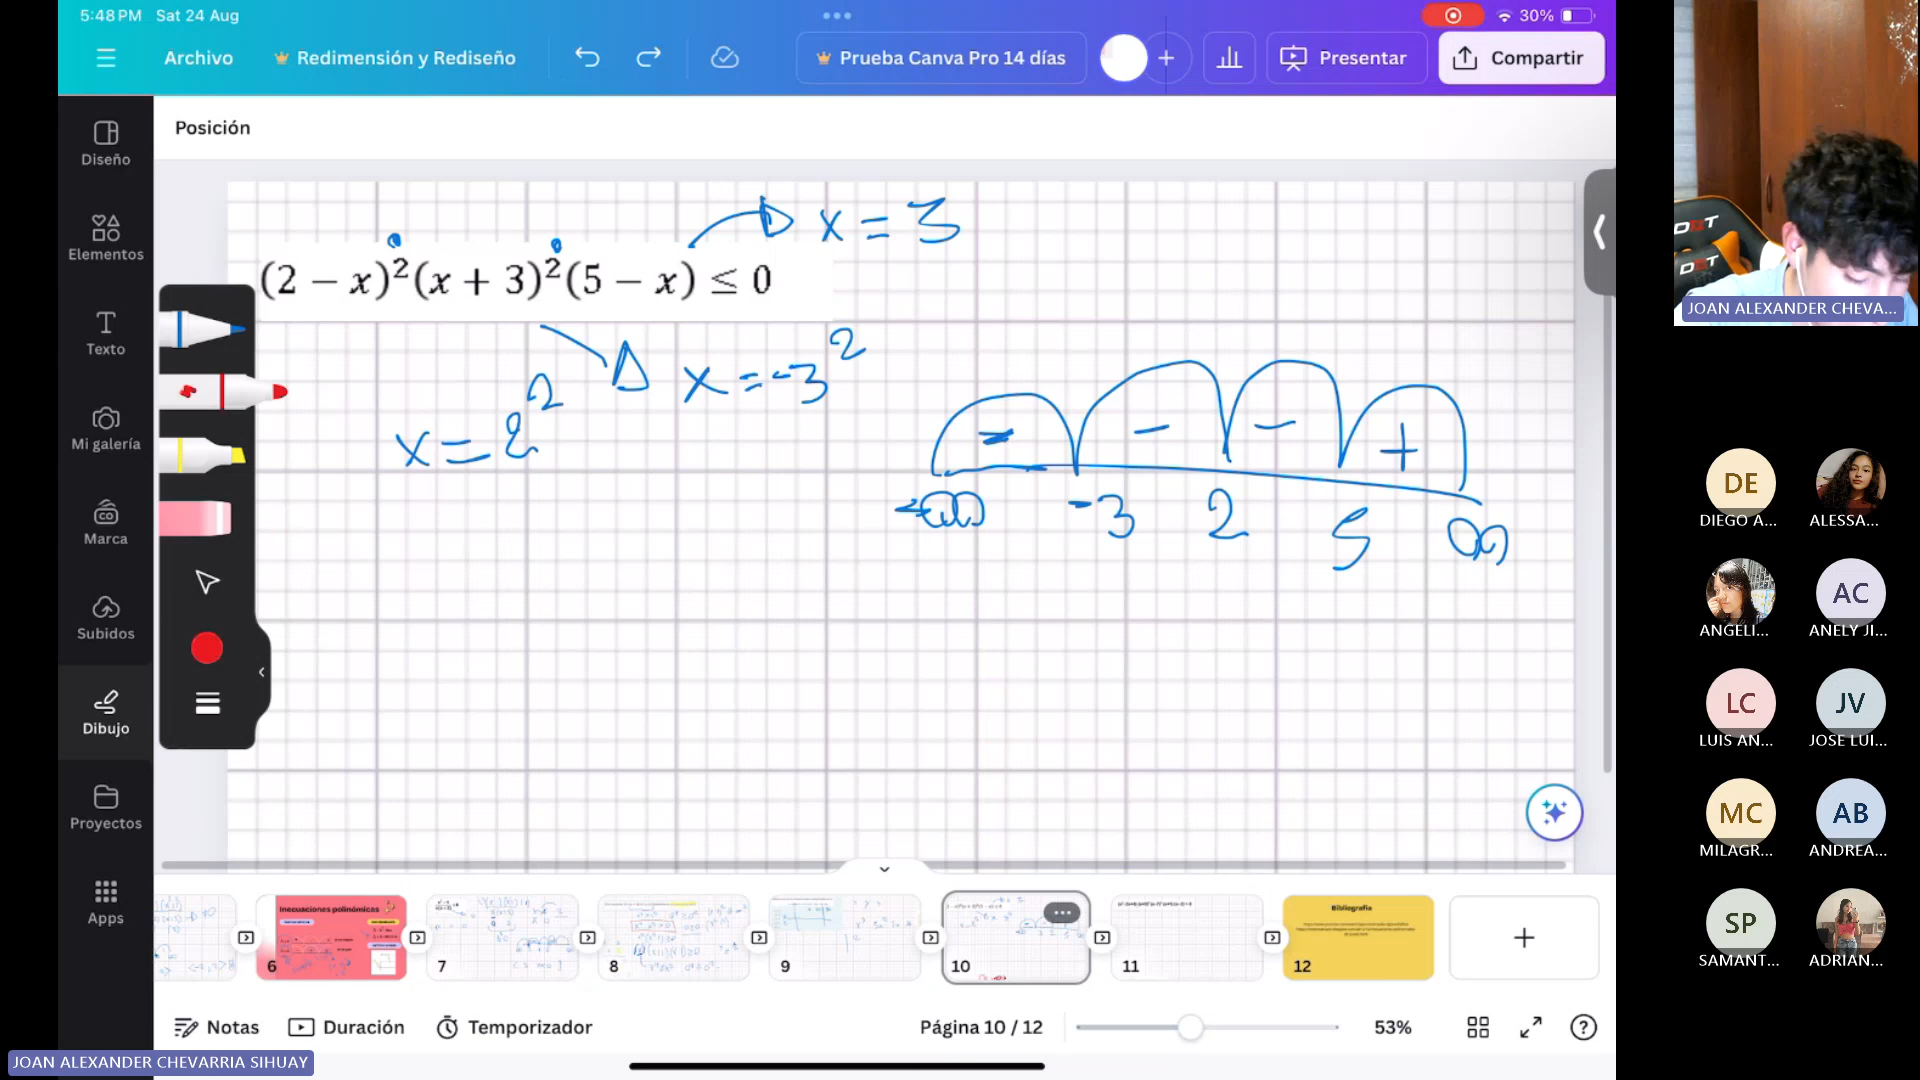 5:48 PM Sat 24 Aug
30%
Archivo
Redimensión y Rediseño
Prueba Canva Pro 14 días
Presentar
Compartir
Posición
Diseño
Elementos
Texto
Mi galería
Marca
Subidos
Dibujo
Proyectos
Apps
x = 3
(2 − x)²(x + 3)²(5 − x) ≤ 0
x = -3²
x = 2²
- - - +
-∞ -3 2 5 ∞
Inecuaciones polinómicas
Bibliografia
6
7
8
9
10
11
12
Notas
Duración
Temporizador
Página 10 / 12
53%
JOAN ALEXANDER CHEVARRIA SIHUAY
JOAN ALEXANDER CHEVA...
DE
DIEGO A...
ALESSA...
ANGELI...
AC
ANELY JI...
LC
LUIS AN...
JV
JOSE LUI...
MC
MILAGR...
AB
ANDREA...
SP
SAMANT...
ADRIAN...